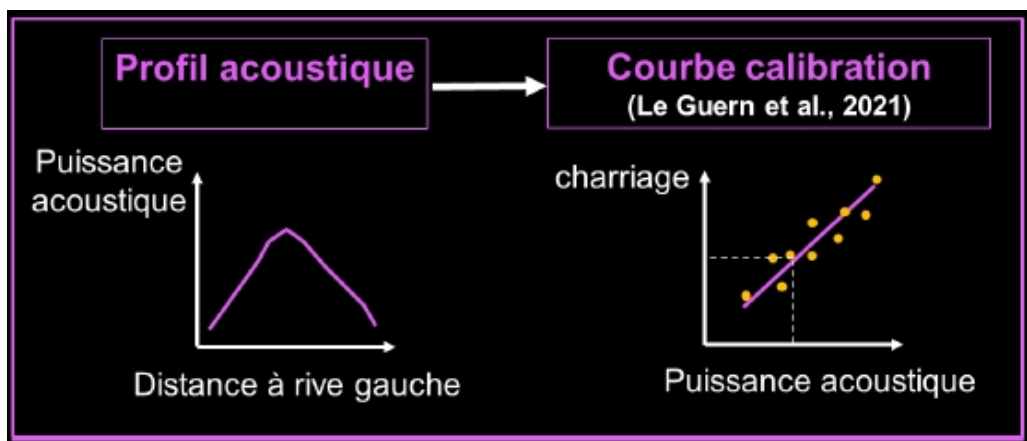 Profil acoustique
Courbe calibration
(Le Guern et al., 2021)
Puissance
acoustique
Distance à rive gauche
charriage
Puissance acoustique